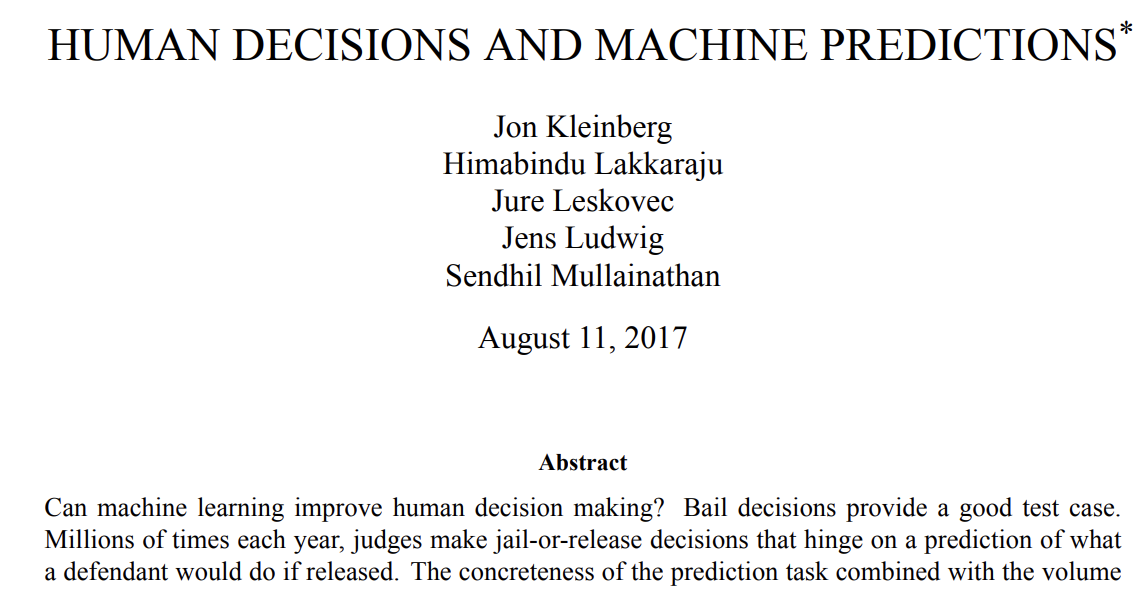 HUMAN DECISIONS AND MACHINE PREDICTIONS*
Jon Kleinberg
Himabindu Lakkaraju
Jure Leskovec
Jens Ludwig
Sendhil Mullainathan
August 11, 2017
Abstract
Can machine learning improve human decision making? Bail decisions provide a good test case.
Millions of times each year, judges make jail-or-release decisions that hinge on a prediction of what
a defendant would do if released. The concreteness of the prediction task combined with the volume